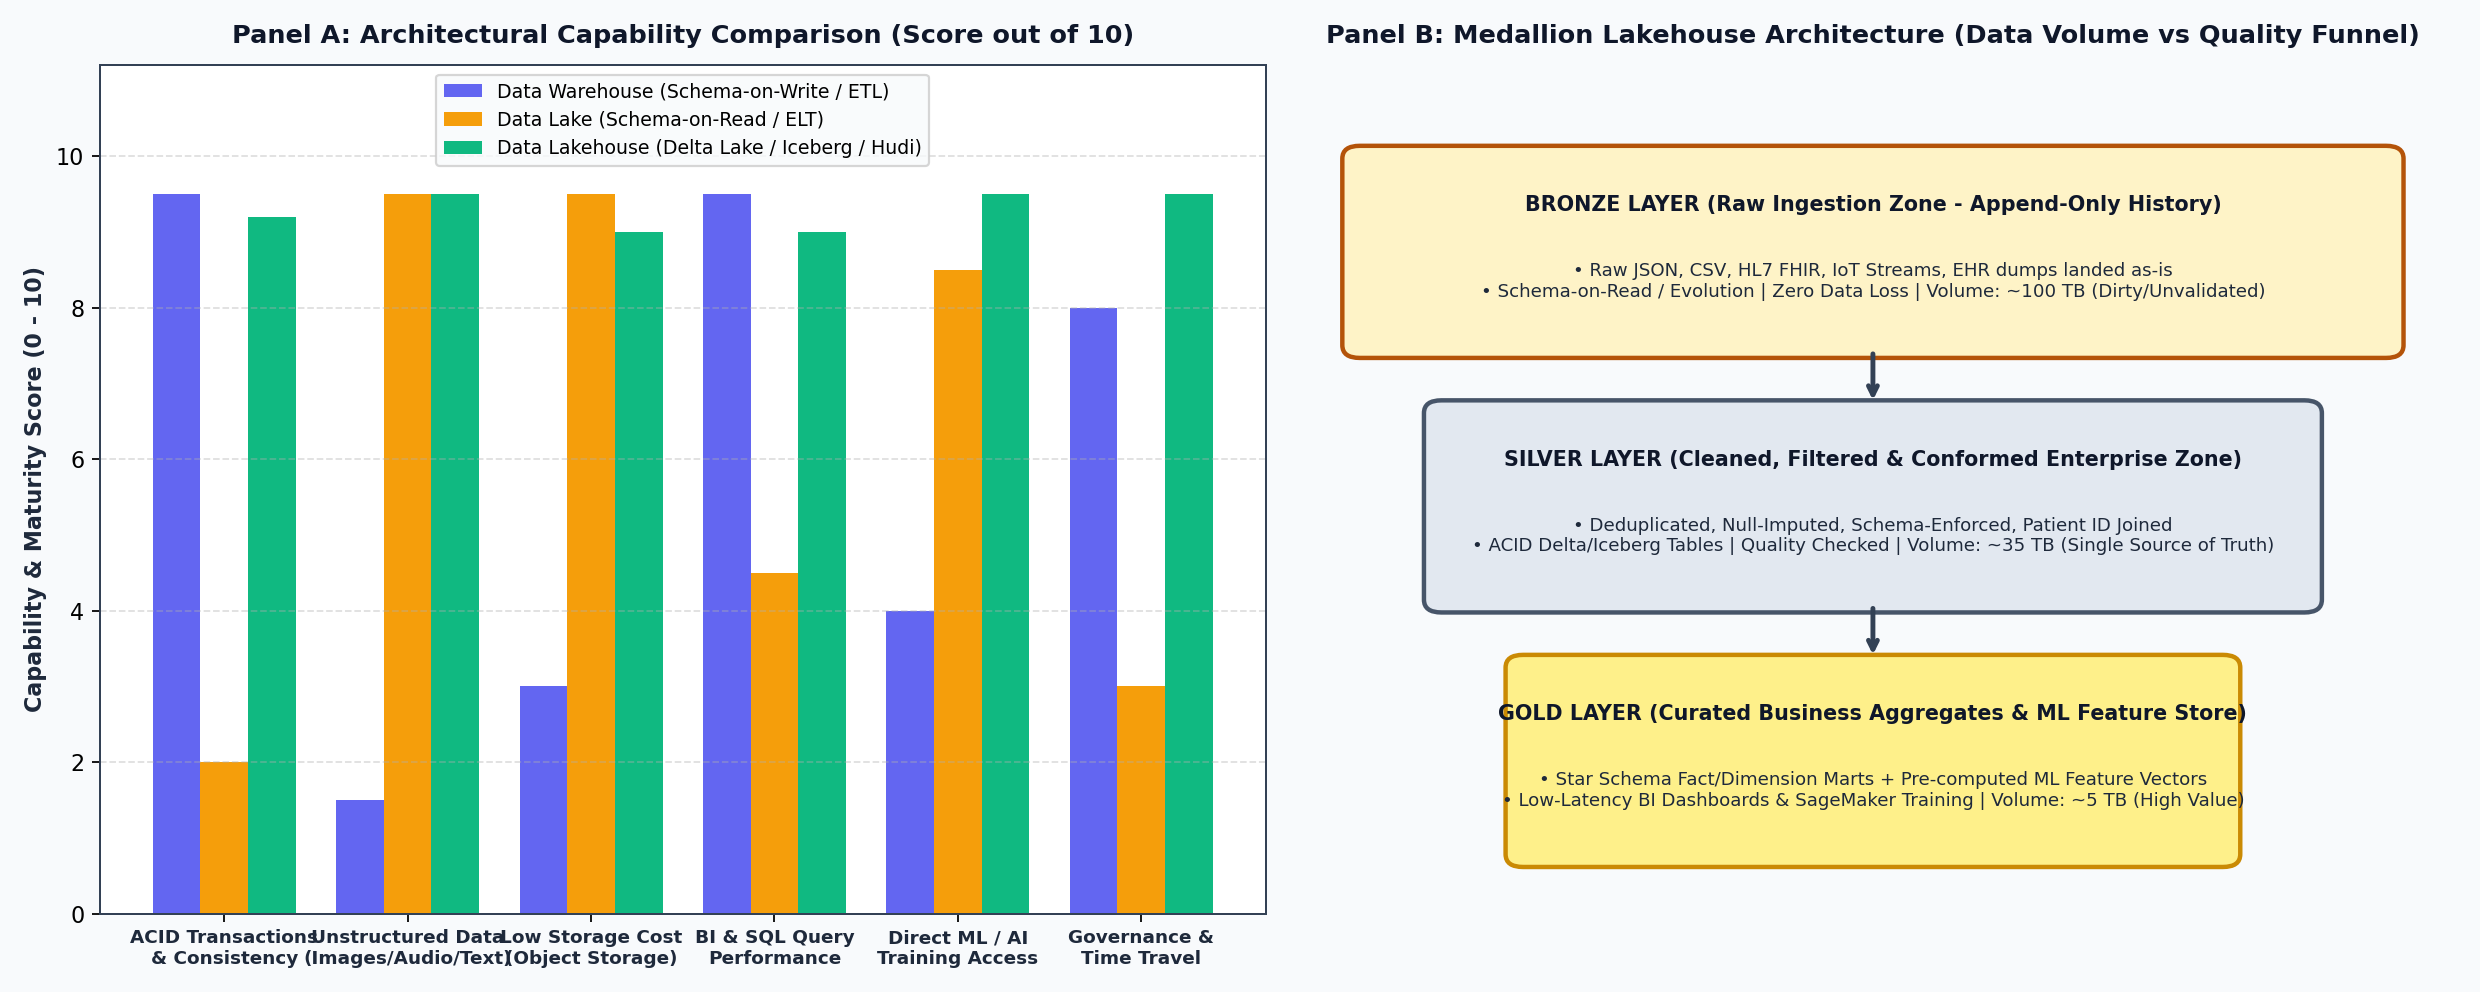 Panel A: Architectural Capability Comparison (Score out of 10)
Capability & Maturity Score (0 - 10)
10
8
6
4
2
0
Data Warehouse (Schema-on-Write / ETL)
Data Lake (Schema-on-Read / ELT)
Data Lakehouse (Delta Lake / Iceberg / Hudi)
ACID Transactions
& Consistency
Unstructured Data
(Images/Audio/Text)
Low Storage Cost
(Object Storage)
BI & SQL Query
Performance
Direct ML / AI
Training Access
Governance &
Time Travel
Panel B: Medallion Lakehouse Architecture (Data Volume vs Quality Funnel)
BRONZE LAYER (Raw Ingestion Zone - Append-Only History)
• Raw JSON, CSV, HL7 FHIR, IoT Streams, EHR dumps landed as-is
• Schema-on-Read / Evolution | Zero Data Loss | Volume: ~100 TB (Dirty/Unvalidated)
SILVER LAYER (Cleaned, Filtered & Conformed Enterprise Zone)
• Deduplicated, Null-Imputed, Schema-Enforced, Patient ID Joined
• ACID Delta/Iceberg Tables | Quality Checked | Volume: ~35 TB (Single Source of Truth)
GOLD LAYER (Curated Business Aggregates & ML Feature Store)
• Star Schema Fact/Dimension Marts + Pre-computed ML Feature Vectors
• Low-Latency BI Dashboards & SageMaker Training | Volume: ~5 TB (High Value)